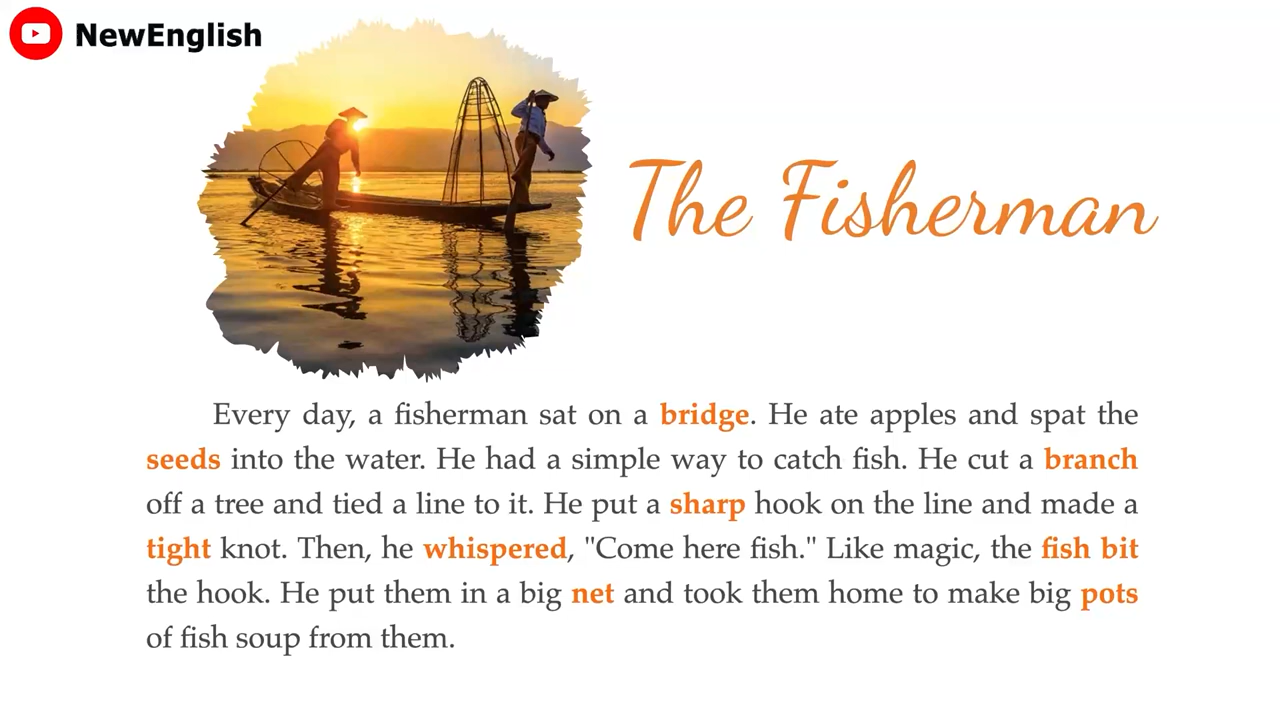 NewEnglish
The Fisherman
Every day, a fisherman sat on a bridge. He ate apples and spat the
seeds into the water. He had a simple way to catch fish. He cut a branch
off a tree and tied a line to it. He put a sharp hook on the line and made a
tight knot. Then, he whispered, "Come here fish." Like magic, the fish bit
the hook. He put them in a big net and took them home to make big pots
of fish soup from them.